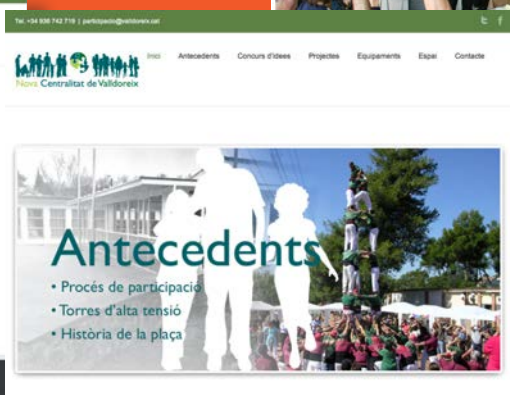 Tel. +34 936 742 719 | participacio@valldoreix.cat
Inici Antecedents Concurs d'idees Projectes Equipaments Espai Contacte
Nova Centralitat de Valldoreix
Antecedents
• Procés de participació
• Torres d'alta tensió
• Història de la plaça